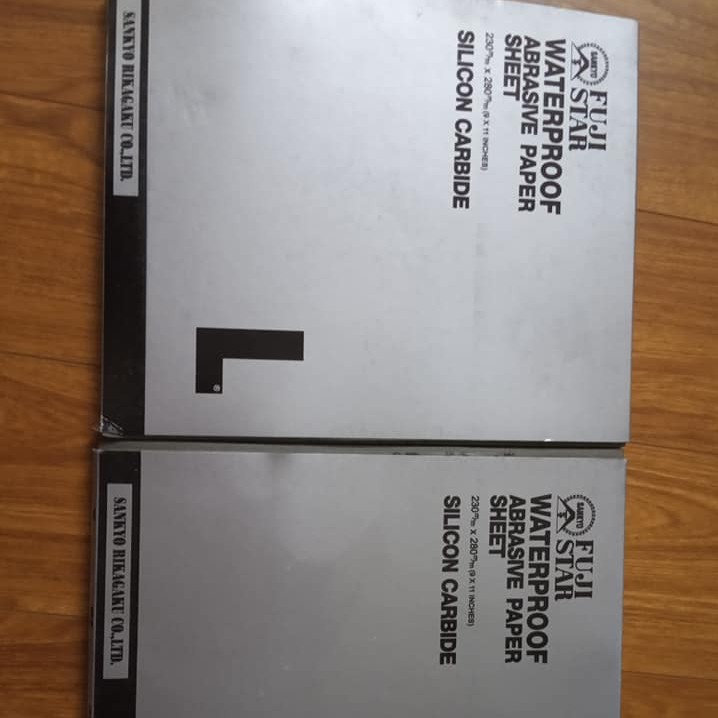 SANKYO
FUJI
STAR
WATERPROOF
ABRASIVE PAPER
SHEET
230m/m x 280m/m (9 X 11 INCHES)
SILICON CARBIDE
L®
SANKYO RIKAGAKU CO.,LTD.
SANKYO
FUJI
STAR
WATERPROOF
ABRASIVE PAPER
SHEET
230m/m x 280m/m (9 X 11 INCHES)
SILICON CARBIDE
SANKYO RIKAGAKU CO.,LTD.